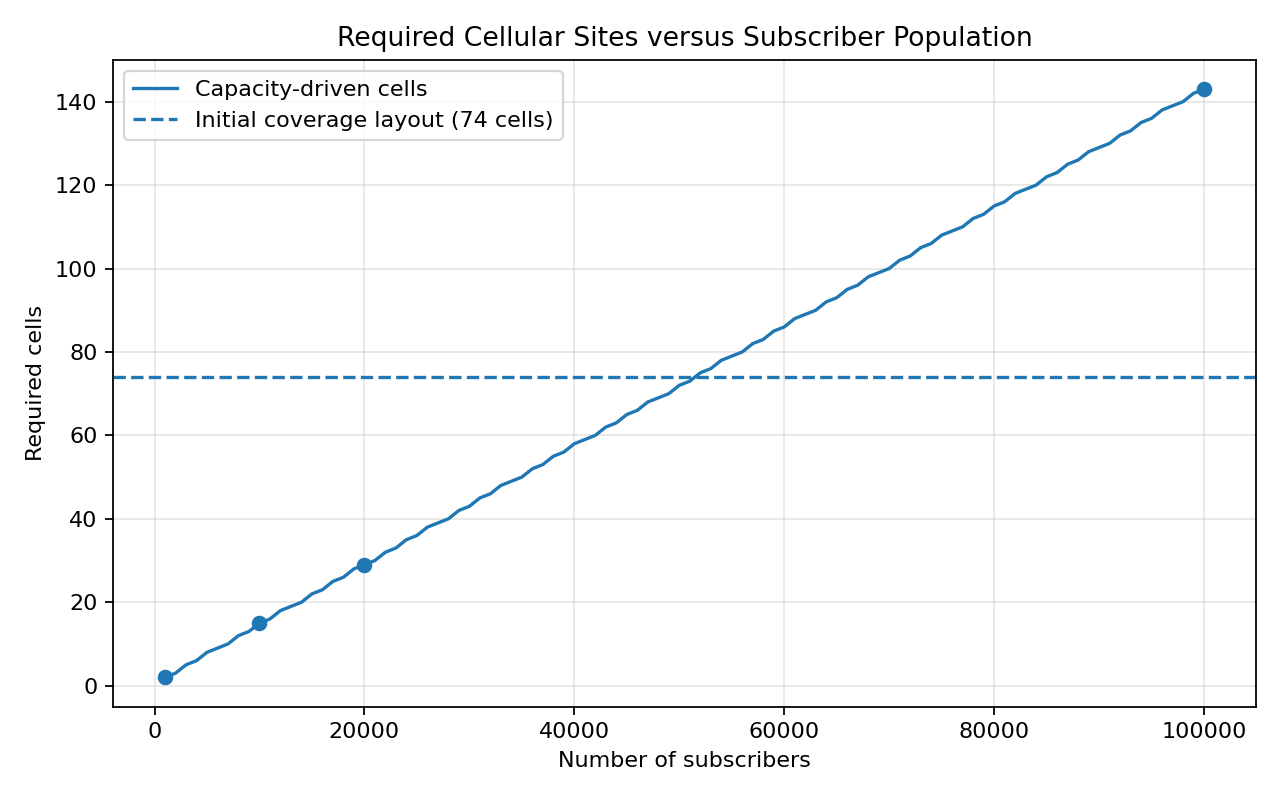 Required Cellular Sites versus Subscriber Population
Capacity-driven cells
Initial coverage layout (74 cells)
140
120
100
80
60
40
20
0
Required cells
0 20000 40000 60000 80000 100000
Number of subscribers